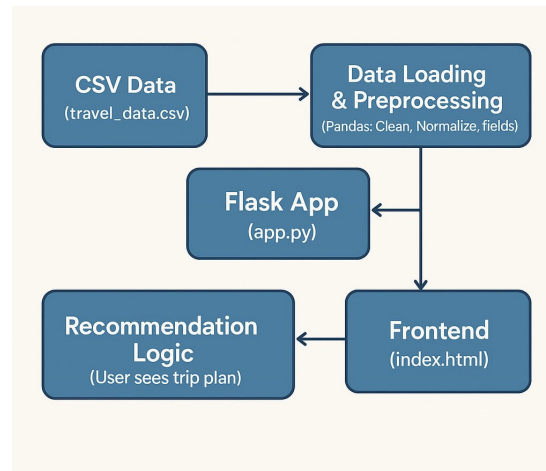 CSV Data
(travel_data.csv)
Data Loading
& Preprocessing
(Pandas: Clean, Normalize, fields)
Flask App
(app.py)
Recommendation
Logic
(User sees trip plan)
Frontend
(index.html)